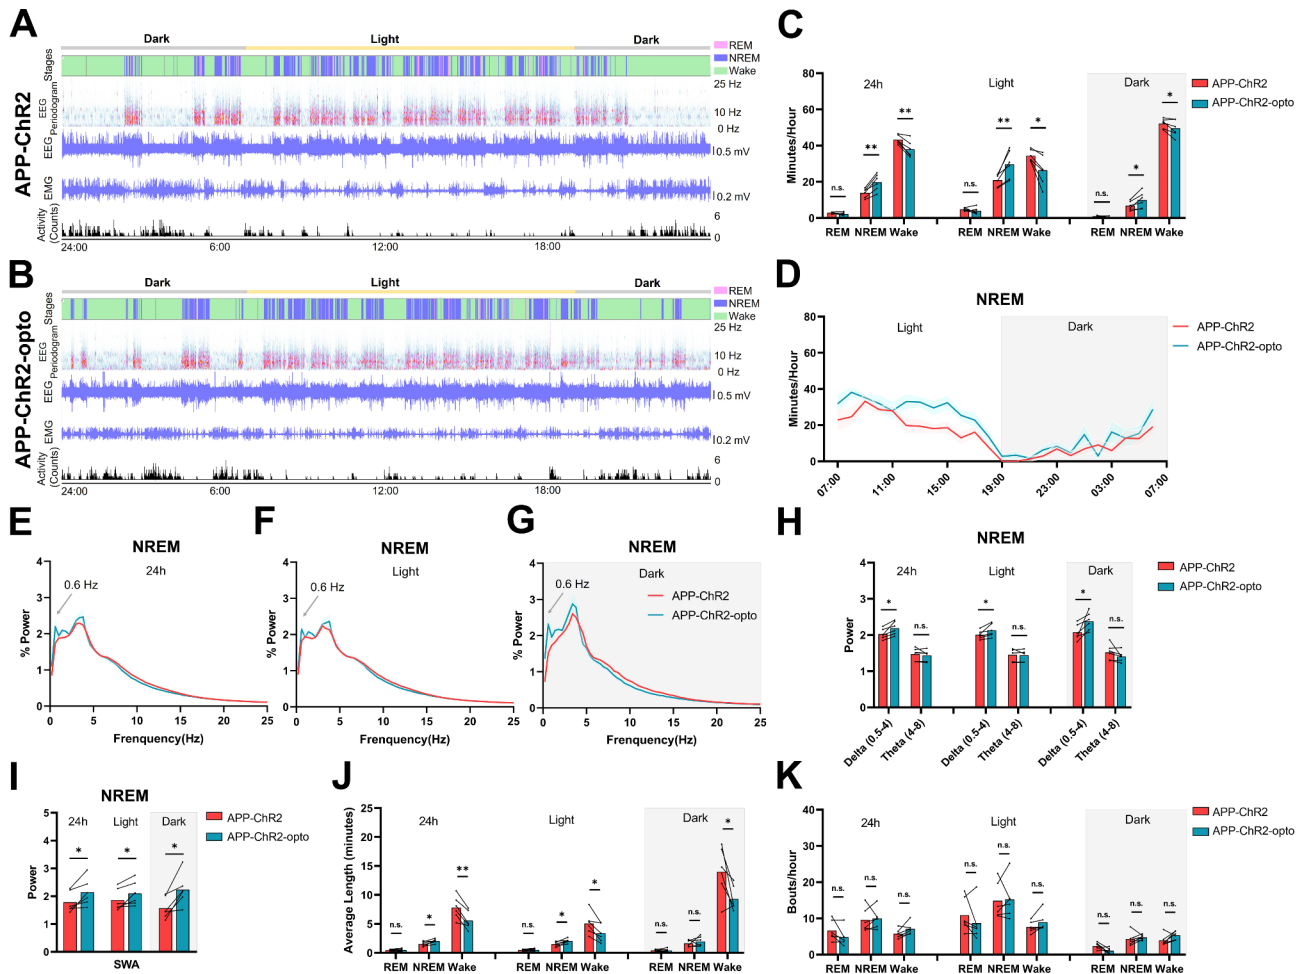 A
APP-ChR2
Dark
Light
Dark
Stages
REM
NREM
Wake
EEG
Periodogram
25 Hz
10 Hz
0 Hz
EEG
0.5 mV
EMG
0.2 mV
Activity
(Counts)
6
0
24:00
6:00
12:00
18:00
B
APP-ChR2-opto
Dark
Light
Dark
Stages
REM
NREM
Wake
EEG
Periodogram
25 Hz
10 Hz
0 Hz
EEG
0.5 mV
EMG
0.2 mV
Activity
(Counts)
6
0
24:00
6:00
12:00
18:00
C
Minutes/Hour
80
60
40
20
0
24h
Light
Dark
APP-ChR2
APP-ChR2-opto
n.s.
**
**
n.s.
**
*
n.s.
*
*
REM NREM Wake
REM NREM Wake
REM NREM Wake
D
NREM
Minutes/Hour
80
60
40
20
0
Light
Dark
APP-ChR2
APP-ChR2-opto
07:00
11:00
15:00
19:00
23:00
03:00
07:00
E
NREM
24h
% Power
4
3
2
1
0
0.6 Hz
0 5 10 15 20 25
Frenquency(Hz)
F
NREM
Light
% Power
4
3
2
1
0
0.6 Hz
0 5 10 15 20 25
Frenquency(Hz)
G
NREM
Dark
% Power
4
3
2
1
0
0.6 Hz
APP-ChR2
APP-ChR2-opto
0 5 10 15 20 25
Frenquency(Hz)
H
NREM
Power
4
3
2
1
0
24h
Light
Dark
APP-ChR2
APP-ChR2-opto
*
n.s.
*
n.s.
*
n.s.
Delta (0.5-4)
Theta (4-8)
Delta (0.5-4)
Theta (4-8)
Delta (0.5-4)
Theta (4-8)
I
NREM
Power
5
4
3
2
1
0
24h
Light
Dark
APP-ChR2
APP-ChR2-opto
*
*
*
SWA
J
Average Length (minutes)
25
20
15
10
5
0
24h
Light
Dark
n.s.
*
**
n.s.
*
*
n.s.
n.s.
*
REM NREM Wake
REM NREM Wake
REM NREM Wake
K
Bouts/hour
40
30
20
10
0
24h
Light
Dark
APP-ChR2
APP-ChR2-opto
n.s.
n.s.
n.s.
n.s.
n.s.
n.s.
n.s.
n.s.
n.s.
REM NREM Wake
REM NREM Wake
REM NREM Wake